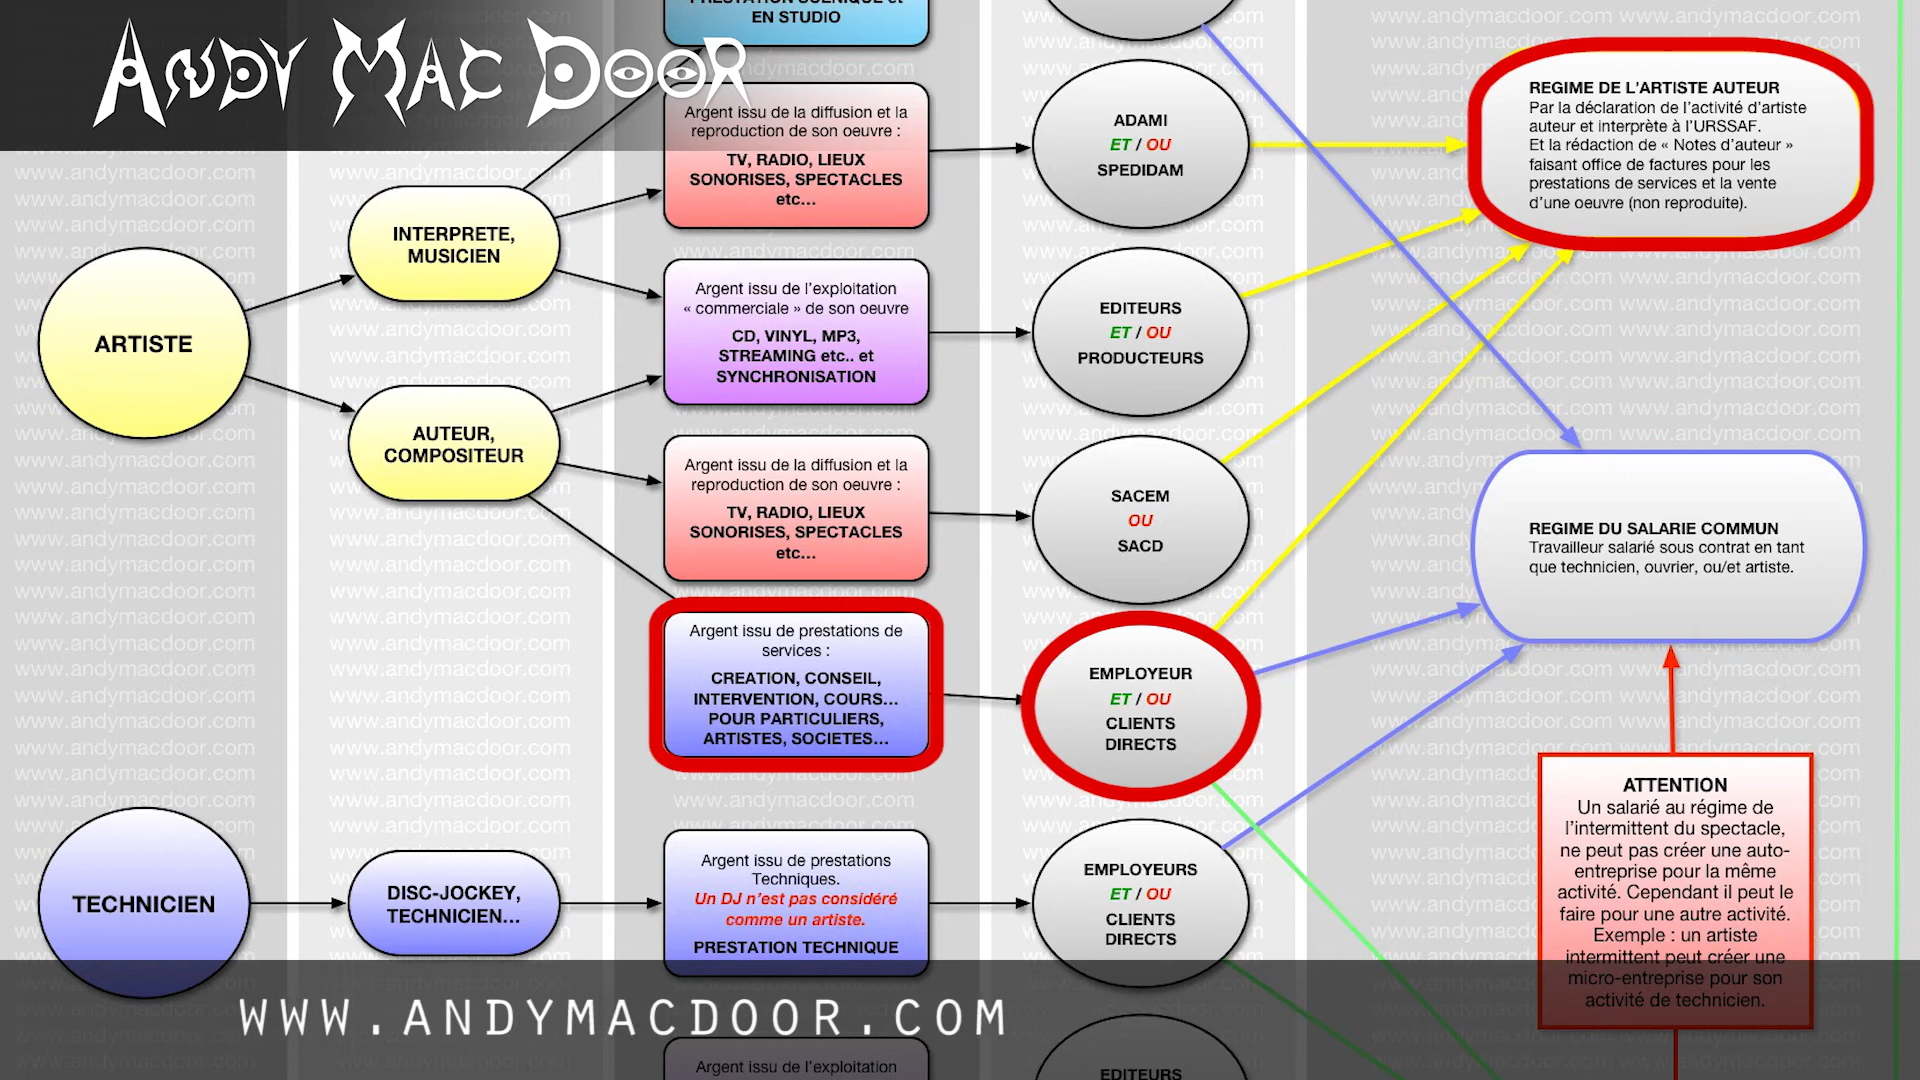 ANDY MAC DOOR
PRESTATION SCENIQUE et
EN STUDIO
ARTISTE
INTERPRETE,
MUSICIEN
AUTEUR,
COMPOSITEUR
TECHNICIEN
DISC-JOCKEY,
TECHNICIEN...
Argent issu de la diffusion et la
reproduction de son oeuvre :
TV, RADIO, LIEUX
SONORISES, SPECTACLES
etc...
Argent issu de l'exploitation
« commerciale » de son oeuvre
CD, VINYL, MP3,
STREAMING etc.. et
SYNCHRONISATION
Argent issu de la diffusion et la
reproduction de son oeuvre :
TV, RADIO, LIEUX
SONORISES, SPECTACLES
etc...
Argent issu de prestations de
services :
CREATION, CONSEIL,
INTERVENTION, COURS...
POUR PARTICULIERS,
ARTISTES, SOCIETES...
Argent issu de prestations
Techniques.
Un DJ n'est pas considéré
comme un artiste.
PRESTATION TECHNIQUE
Argent issu de l'exploitation
ADAMI
ET / OU
SPEDIDAM
EDITEURS
ET / OU
PRODUCTEURS
SACEM
OU
SACD
EMPLOYEUR
ET / OU
CLIENTS
DIRECTS
EMPLOYEURS
ET / OU
CLIENTS
DIRECTS
EDITEURS
REGIME DE L'ARTISTE AUTEUR
Par la déclaration de l'activité d'artiste
auteur et interprète à l'URSSAF.
Et la rédaction de « Notes d'auteur »
faisant office de factures pour les
prestations de services et la vente
d'une oeuvre (non reproduite).
REGIME DU SALARIE COMMUN
Travailleur salarié sous contrat en tant
que technicien, ouvrier, ou/et artiste.
ATTENTION
Un salarié au régime de
l'intermittent du spectacle,
ne peut pas créer une auto-
entreprise pour la même
activité. Cependant il peut le
faire pour une autre activité.
Exemple : un artiste
intermittent peut créer une
micro-entreprise pour son
activité de technicien.
WWW.ANDYMACDOOR.COM